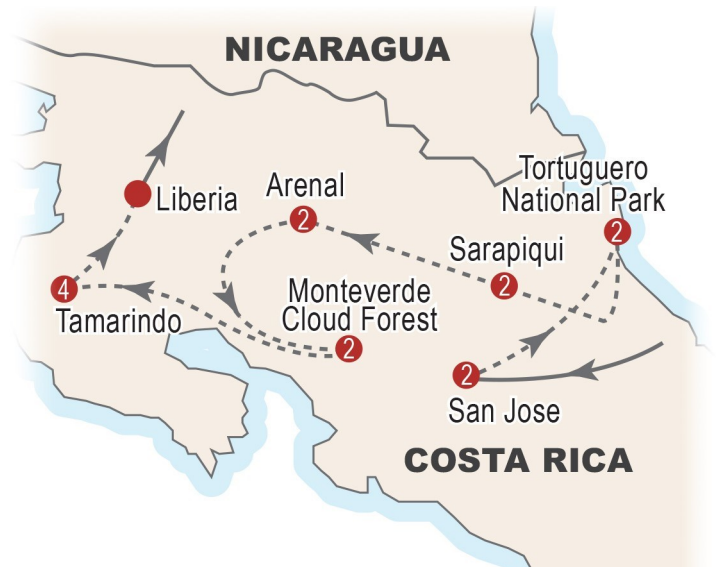 NICARAGUA
Tortuguero
National Park
2
Arenal
2
Liberia
Sarapiqui
2
4
Tamarindo
Monteverde
Cloud Forest
2
2
San Jose
COSTA RICA